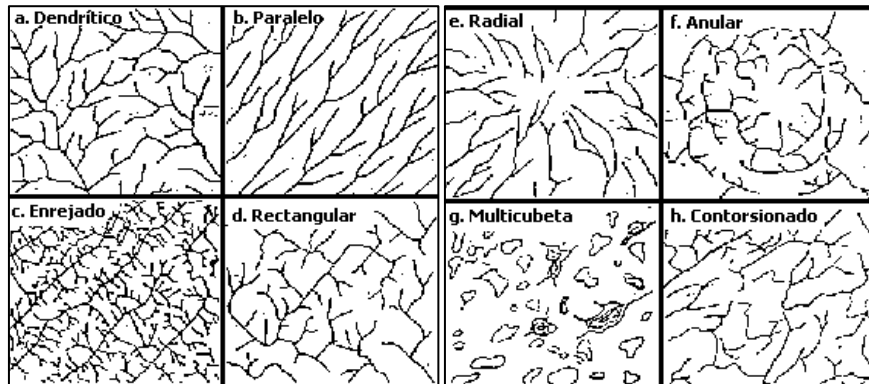 a. Dendrítico
b. Paralelo
c. Enrejado
d. Rectangular
e. Radial
f. Anular
g. Multicubeta
h. Contorsionado